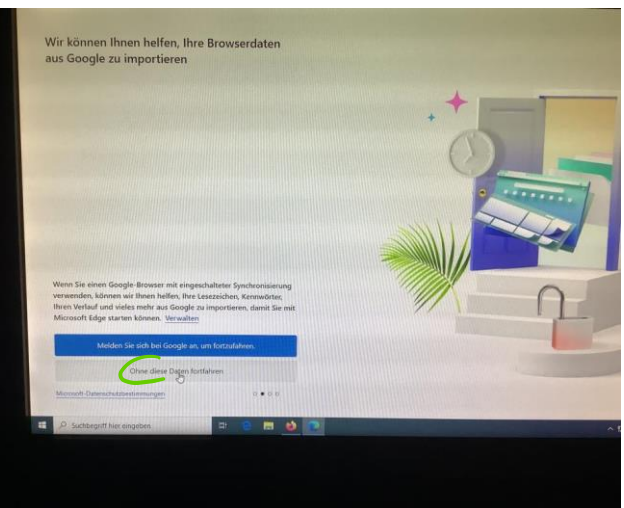 Wir können Ihnen helfen, Ihre Browserdaten
aus Google zu importieren
Wenn Sie einen Google-Browser mit eingeschalteter Synchronisierung
verwenden, können wir Ihnen helfen, Ihre Lesezeichen, Kennwörter,
Ihren Verlauf und vieles mehr aus Google zu importieren, damit Sie mit
Microsoft Edge starten können. Verwalten
Melden Sie sich bei Google an, um fortzufahren.
Ohne diese Daten fortfahren
Microsoft-Datenschutzbestimmungen
Suchbegriff hier eingeben